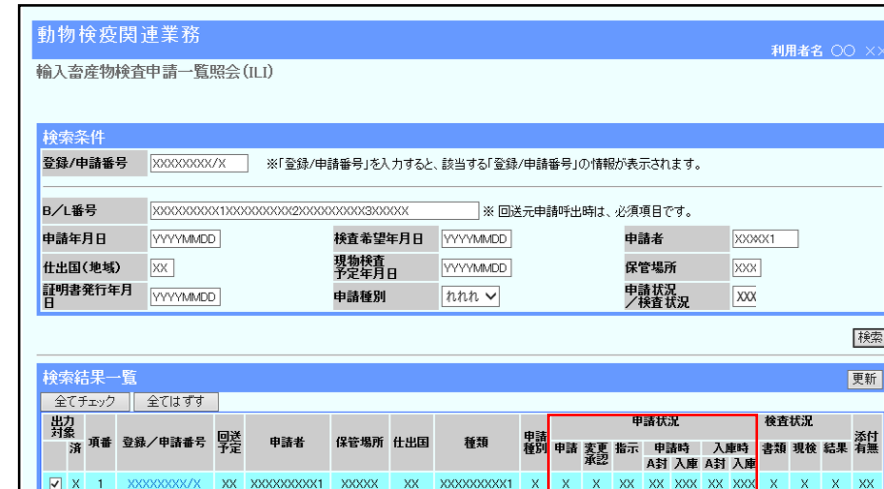 動物検疫関連業務
利用者名 〇〇 ××
輸入畜産物検査申請一覧照会(ILI)
検索条件
登録/申請番号 XXXXXXXX/X ※「登録/申請番号」を入力すると、該当する「登録/申請番号」の情報が表示されます。
B/L番号 XXXXXXXXX1XXXXXXXXX2XXXXXXXXX3XXXXX ※ 回送元申請呼出時は、必須項目です。
申請年月日 YYYYMMDD 検査希望年月日 YYYYMMDD 申請者 XXXXX1
仕出国(地域) XX 現物検査予定年月日 YYYYMMDD 保管場所 XXX
証明書発行年月日 YYYYMMDD 申請種別 れれれ 申請状況/検査状況 XXX
検索
検索結果一覧 更新
全てチェック 全てはずす
出力対象 済 項番 登録/申請番号 回送予定 申請者 保管場所 仕出国 種類 申請種別 申請状況 申請 変更承認 指示 申請時 A封 入庫 入庫時 A封 入庫 検査状況 書類 現検 結果 添付有無
X 1 XXXXXXXX/X XX XXXXXXXXX1 XXXXX XX XXXXXXXXX1 X X X XX XX XXX XX XXX X X X XX